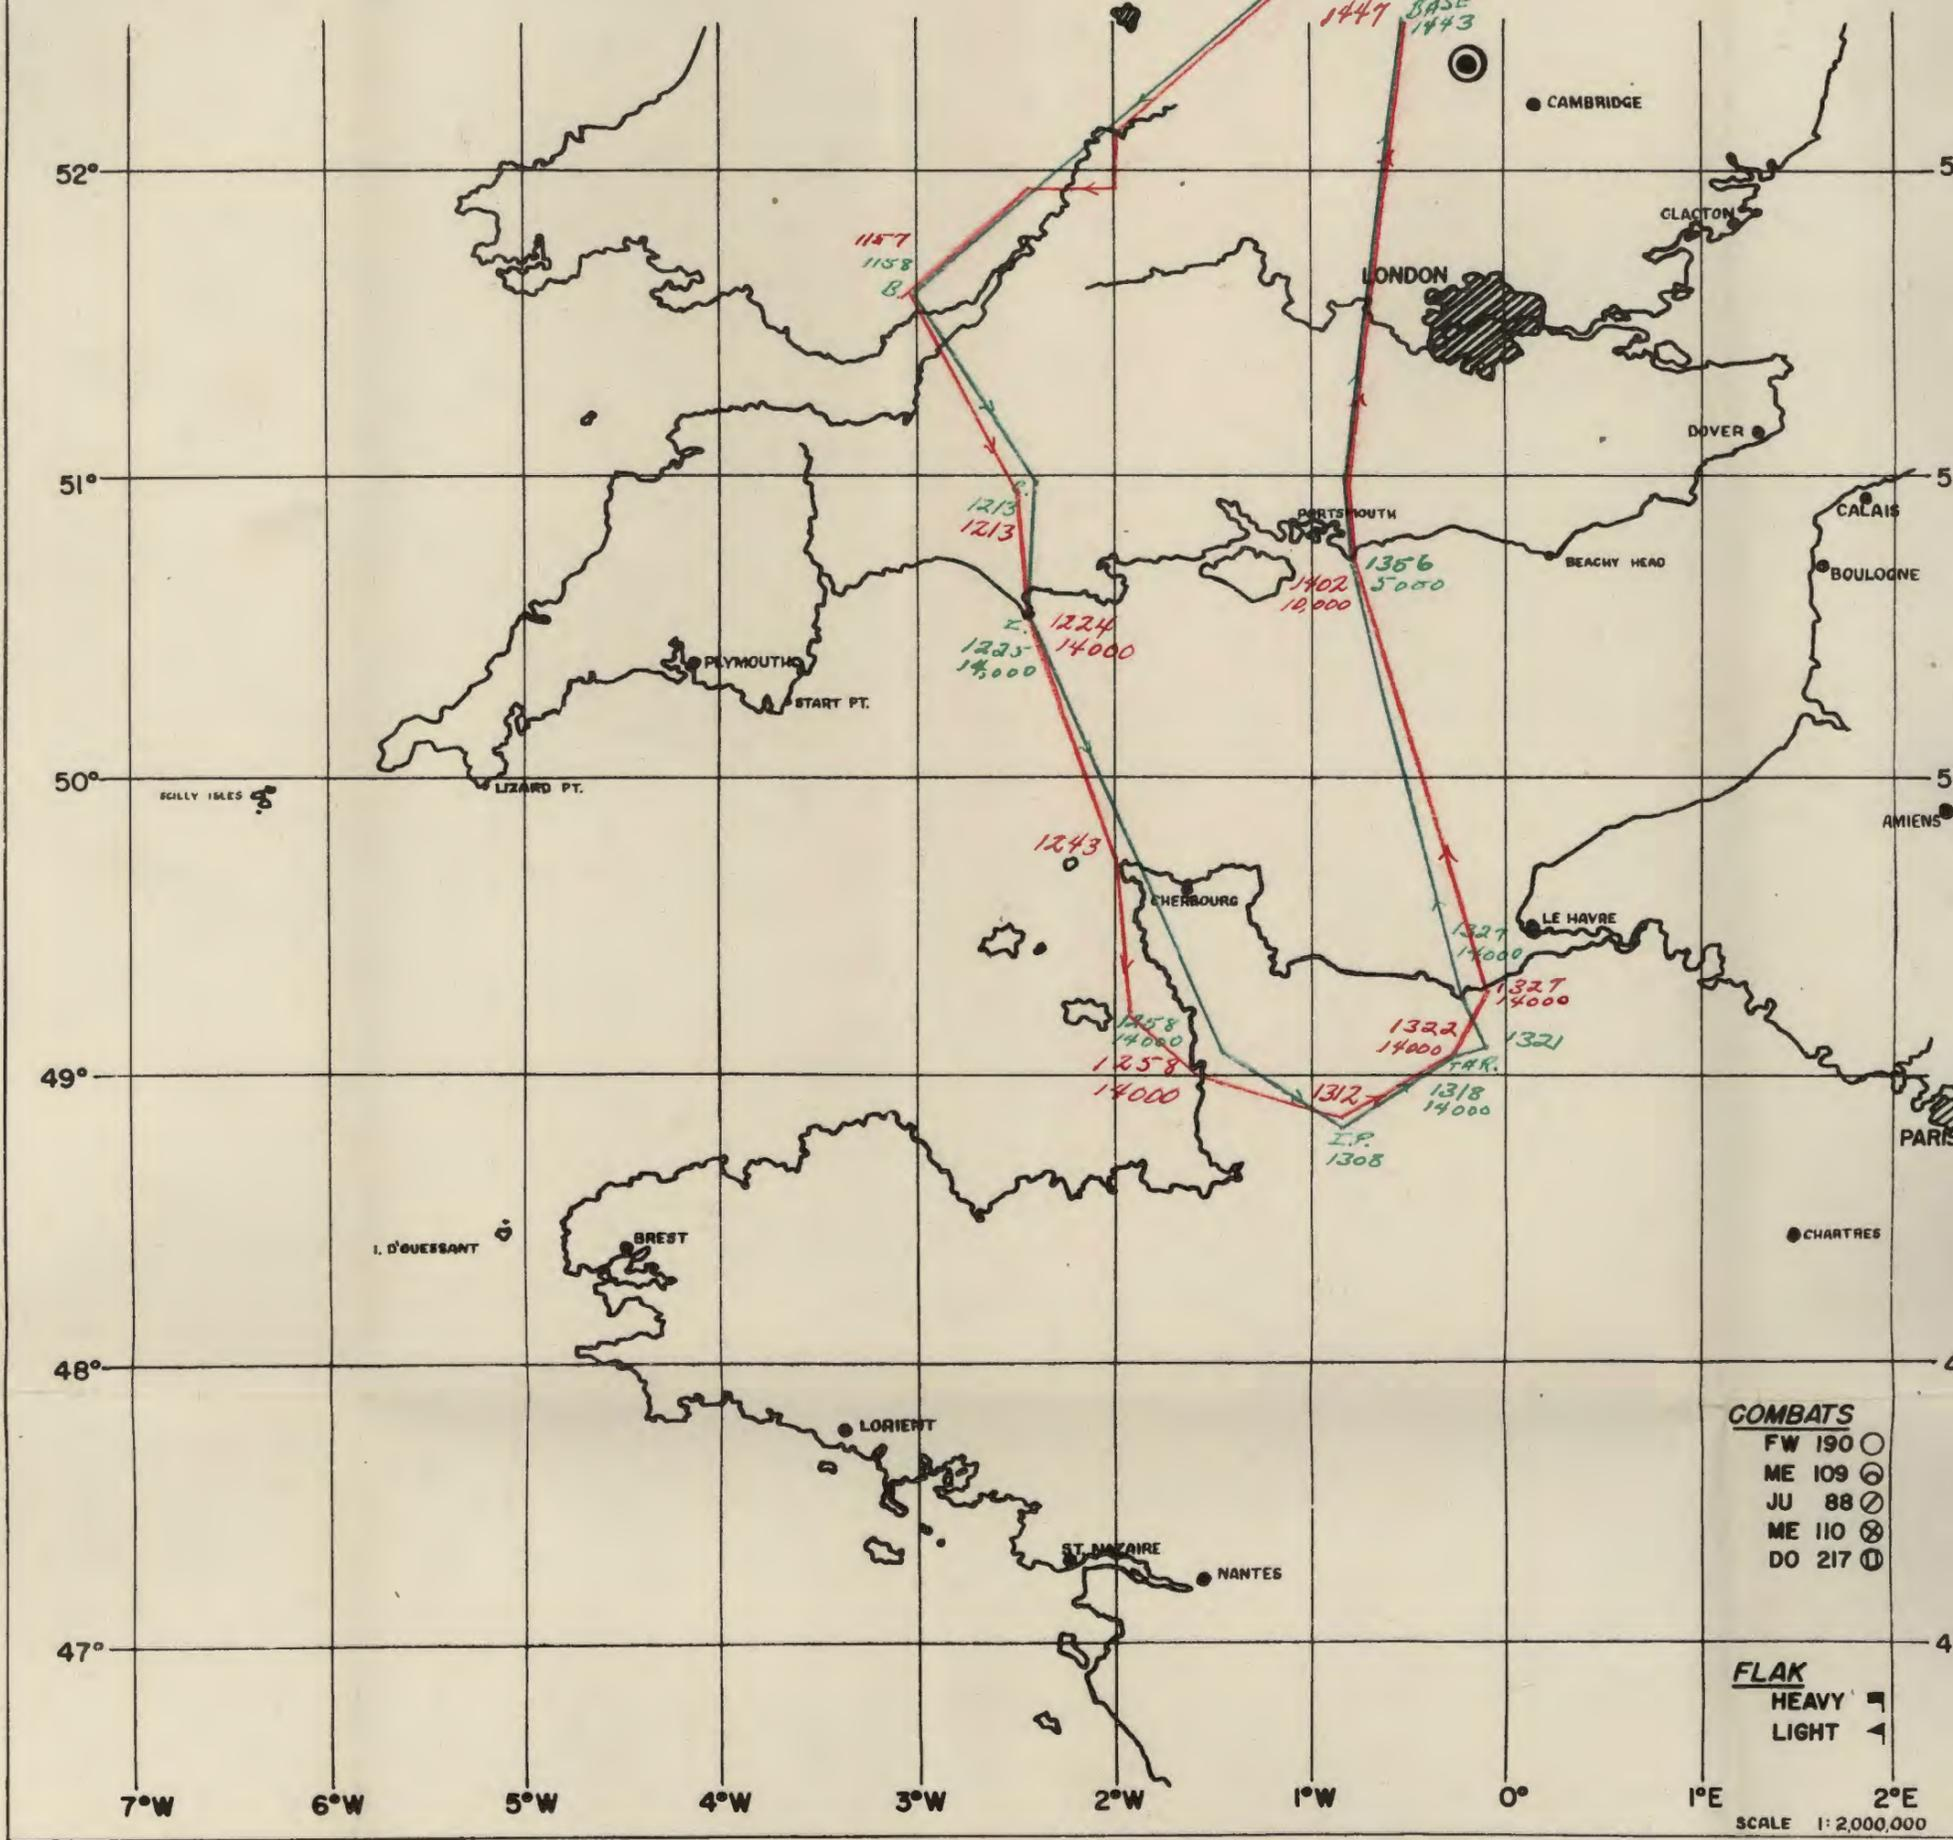 1447
BASE
1443
CAMBRIDGE
52°
5
CLACTON
1157
1158
B.
LONDON
DOVER
51°
5
C.
1213
1213
PORTSMOUTH
CALAIS
BEACHY HEAD
BOULOGNE
1356
5000
1402
10,000
1224
14000
1225
14,000
PLYMOUTH
START PT.
50°
5
LIZARD PT.
SCILLY ISLES
AMIENS
1243
CHERBOURG
LE HAVRE
1327
14000
1327
14000
1258
14000
1322
14000
1321
49°
1258
14000
TAR.
1312
1318
14000
PARIS
I.P.
1308
I. D'OUESSANT
BREST
CHARTRES
48°
LORIENT
COMBATS
FW 190
ME 109
JU 88
ME 110
DO 217
ST. NAZAIRE
NANTES
47°
4
FLAK
HEAVY
LIGHT
7°W 6°W 5°W 4°W 3°W 2°W 1°W 0° 1°E 2°E
SCALE 1:2,000,000